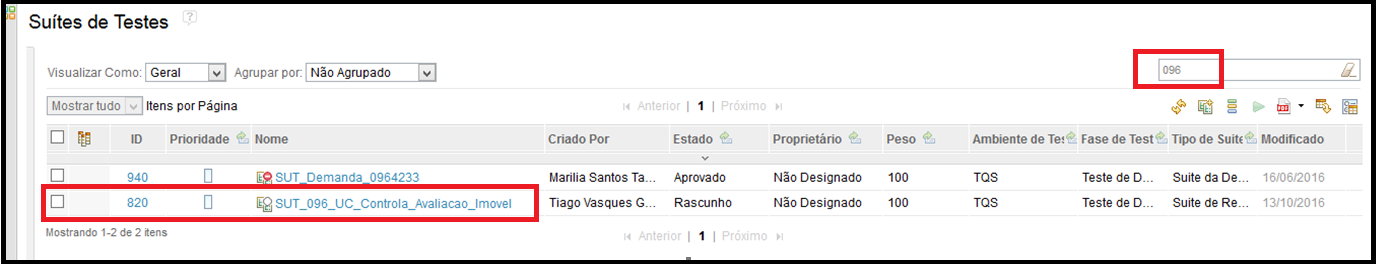 Suítes de Testes ?
Visualizar Como: Geral Agrupar por: Não Agrupado 096
Mostrar tudo Itens por Página Anterior | 1 | Próximo PDF
ID Prioridade Nome Criado Por Estado Proprietário Peso Ambiente de Tes Fase de Test Tipo de Suíte Modificado
940 SUT_Demanda_0964233 Marilia Santos Ta... Aprovado Não Designado 100 TQS Teste de D... Suite da De... 16/06/2016
820 SUT_096_UC_Controla_Avaliacao_Imovel Tiago Vasques G... Rascunho Não Designado 100 TQS Teste de D... Suite de Re... 13/10/2016
Mostrando 1-2 de 2 itens Anterior | 1 | Próximo